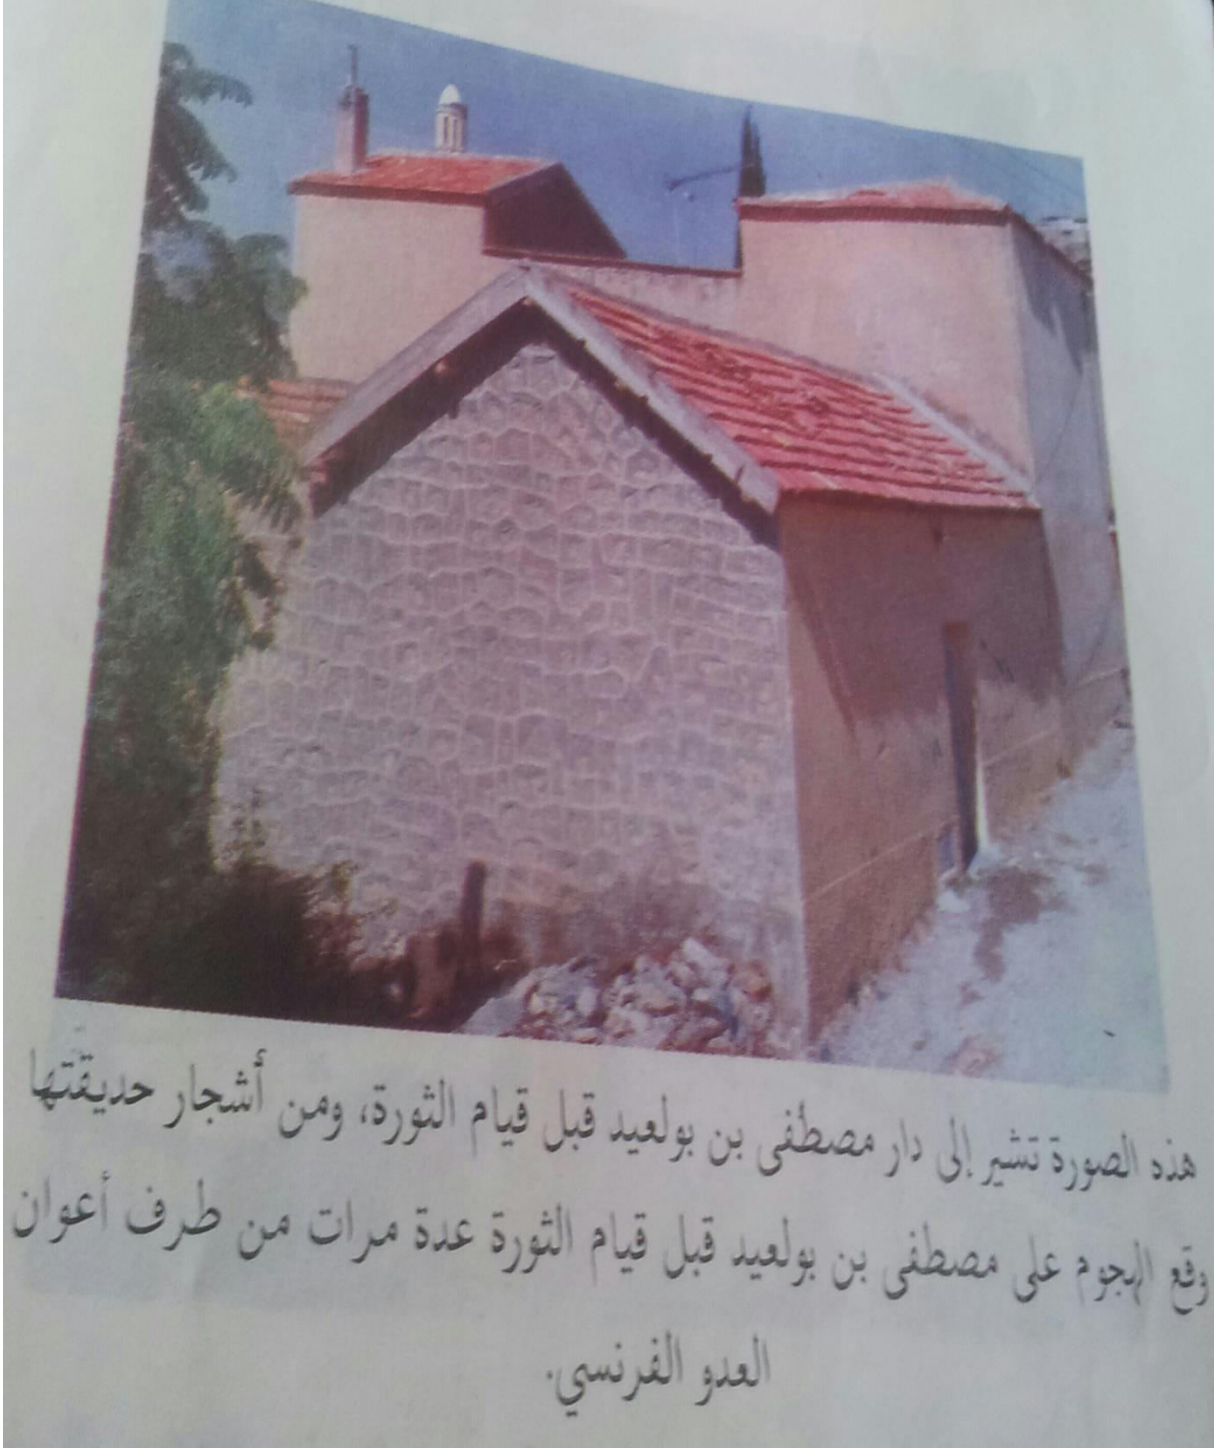 هذه الصورة تشير إلى دار مصطفى بن بولعيد قبل قيام الثورة، ومن أشجار حديقتها
وقع الهجوم على مصطفى بن بولعيد قبل قيام الثورة عدة مرات من طرف أعوان
العدو الفرنسي.